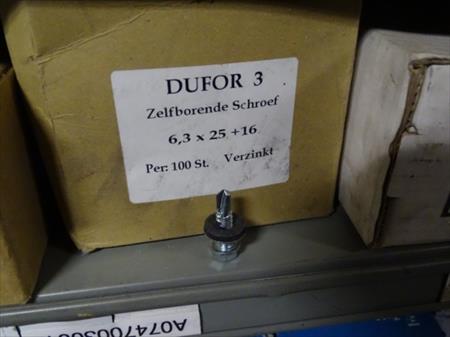 DUFOR 3
Zelfborende Schroef
6,3 x 25 +16
Per: 100 St. Verzinkt